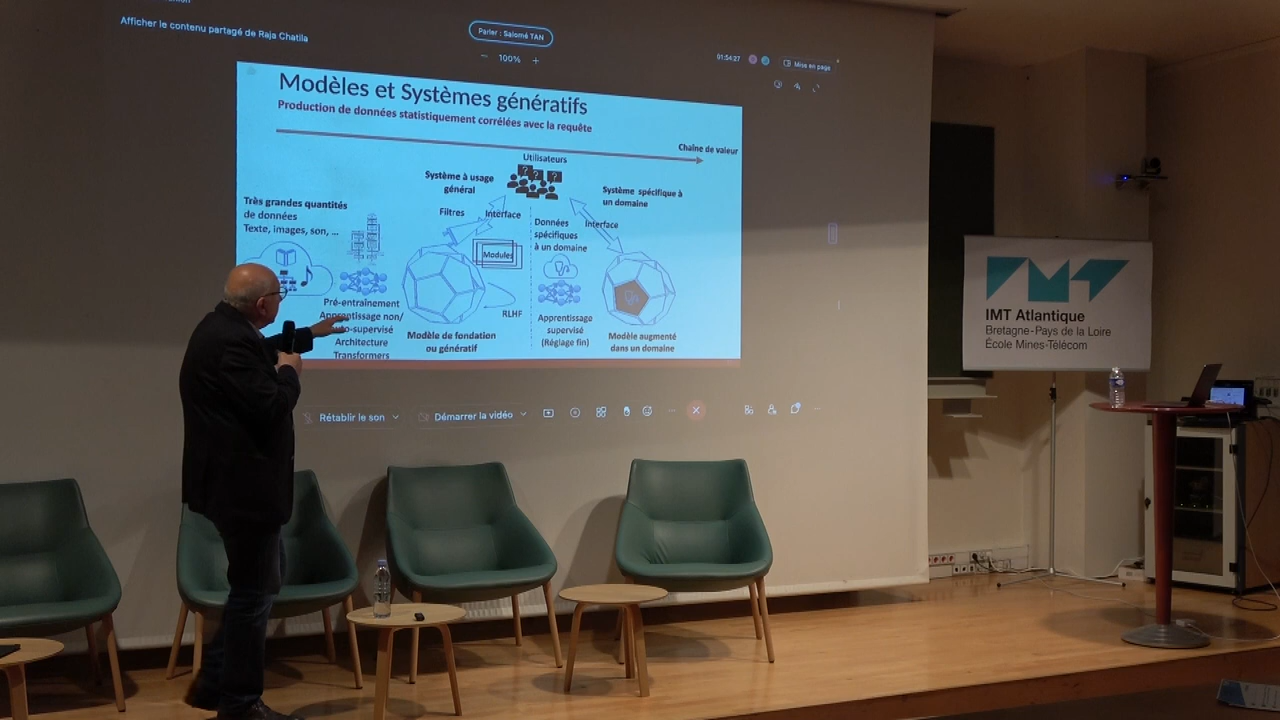 Afficher le contenu partagé de Raja Chatila
Parler : Salomé TAN
100%
01:54:27
Mise en page
Modèles et Systèmes génératifs
Production de données statistiquement corrélées avec la requête
Chaîne de valeur
Utilisateurs
Système à usage
général
Système spécifique à
un domaine
Très grandes quantités
de données
Texte, images, son, ...
Filtres
Interface
Données
spécifiques
à un domaine
Interface
Modules
Pré-entraînement
Apprentissage non/
auto-supervisé
Architecture
Transformers
RLHF
Modèle de fondation
ou génératif
Apprentissage
supervisé
(Réglage fin)
Modèle augmenté
dans un domaine
Rétablir le son
Démarrer la vidéo
IMT Atlantique
Bretagne-Pays de la Loire
École Mines-Télécom